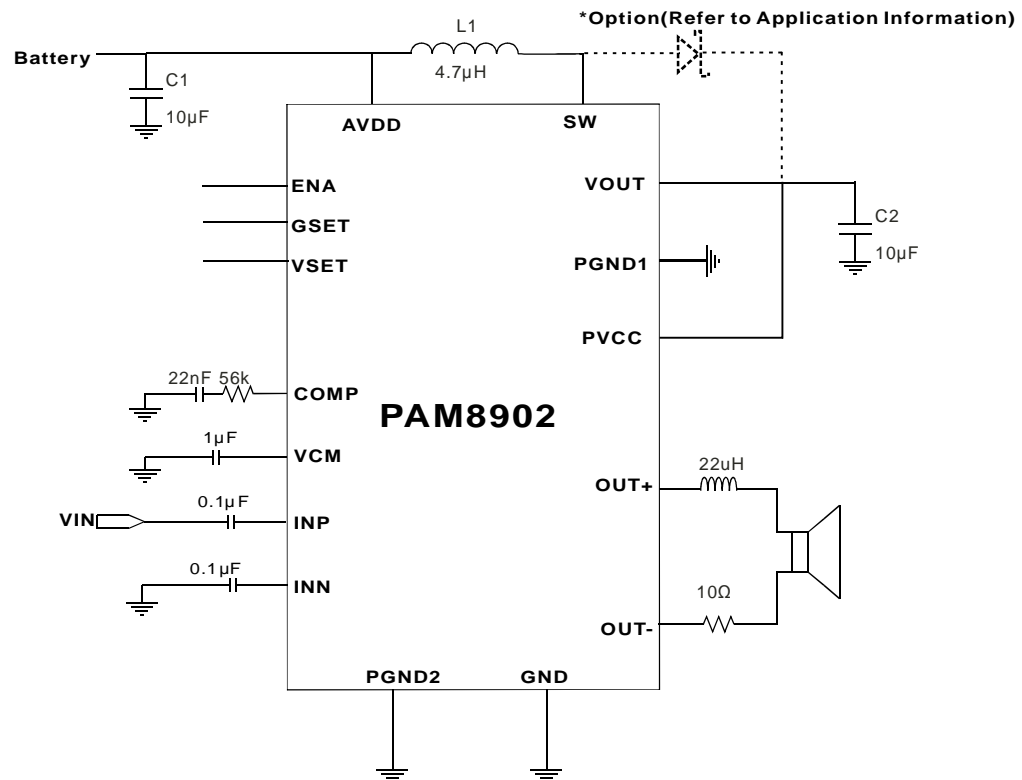 *Option(Refer to Application Information)
L1
Battery
4.7µH
C1
10µF
AVDD
SW
ENA
VOUT
GSET
C2
10µF
VSET
PGND1
PVCC
22nF 56k
COMP
PAM8902
1µF
VCM
22uH
OUT+
0.1µF
VIN
INP
0.1µF
INN
10Ω
OUT-
PGND2
GND